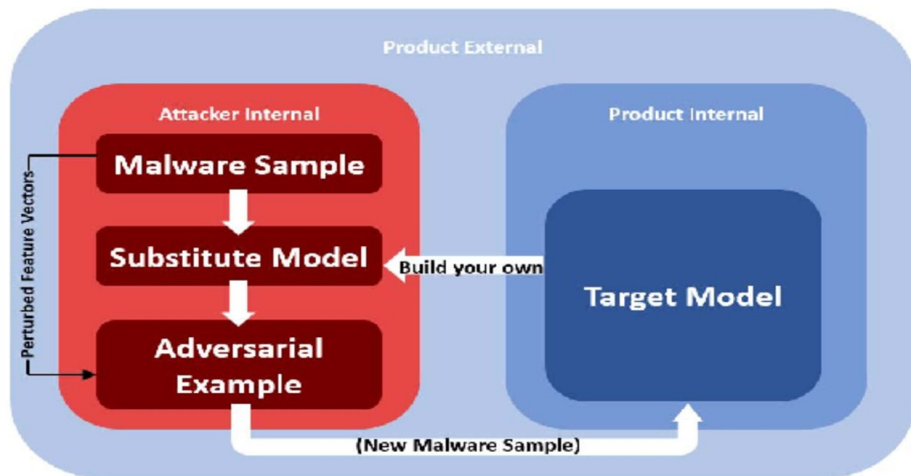 Product External
Attacker Internal
Product Internal
Malware Sample
Perturbed Feature Vectors
Substitute Model
Build your own
Target Model
Adversarial
Example
(New Malware Sample)